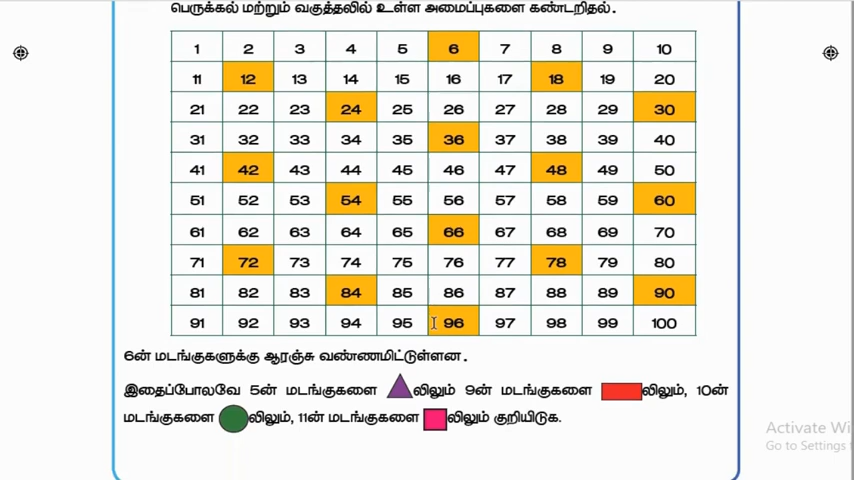 பெருக்கல் மற்றும் வகுத்தலில் உள்ள அமைப்புகளை கண்டறிதல்.
1 2 3 4 5 6 7 8 9 10
11 12 13 14 15 16 17 18 19 20
21 22 23 24 25 26 27 28 29 30
31 32 33 34 35 36 37 38 39 40
41 42 43 44 45 46 47 48 49 50
51 52 53 54 55 56 57 58 59 60
61 62 63 64 65 66 67 68 69 70
71 72 73 74 75 76 77 78 79 80
81 82 83 84 85 86 87 88 89 90
91 92 93 94 95 96 97 98 99 100
6ன் மடங்குகளுக்கு ஆரஞ்சு வண்ணமிட்டுள்ளன.
இதைப்போலவே 5ன் மடங்குகளை லிலும் 9ன் மடங்குகளை லிலும், 10ன்
மடங்குகளை லிலும், 11ன் மடங்குகளை லிலும் குறியிடுக.
Activate Wi
Go to Settings